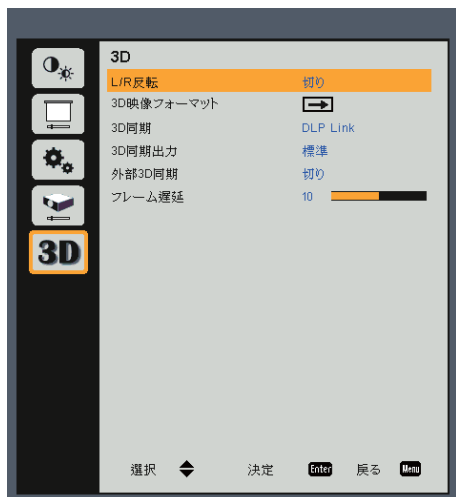 3D
L/R反転 切り
3D映像フォーマット
3D同期 DLP Link
3D同期出力 標準
外部3D同期 切り
フレーム遅延 10
3D
選択 決定 Enter 戻る Menu